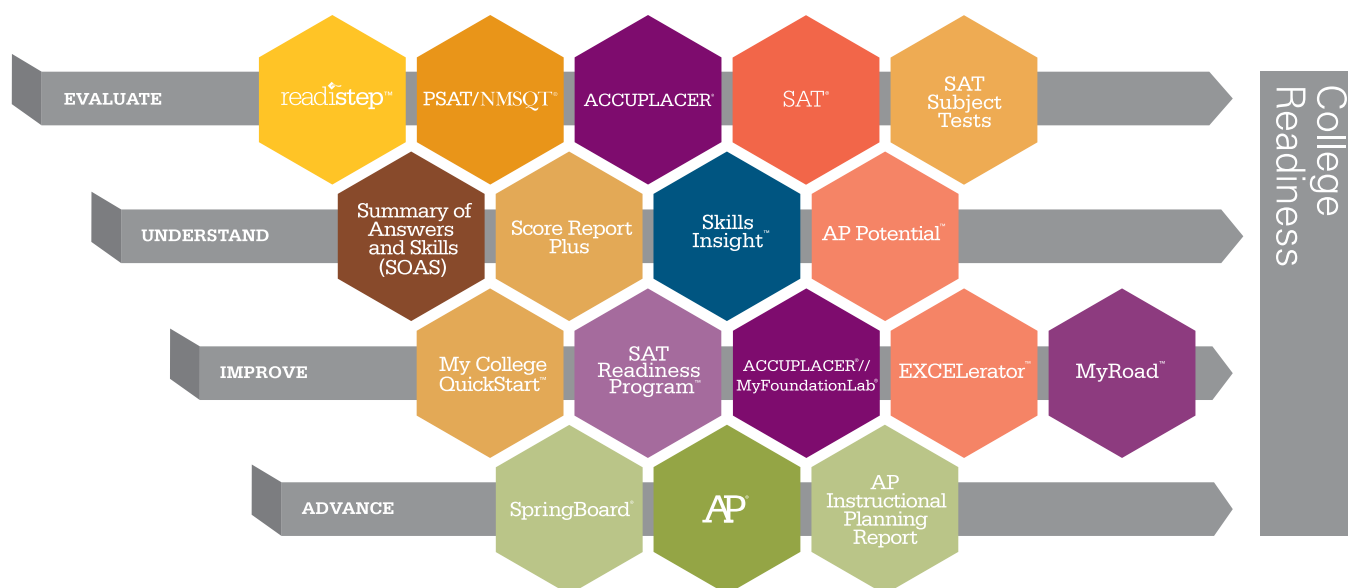 EVALUATE
readistep™
PSAT/NMSQT®
ACCUPLACER®
SAT®
SAT
Subject
Tests
UNDERSTAND
Summary of
Answers
and Skills
(SOAS)
Score Report
Plus
Skills
Insight™
AP Potential™
IMPROVE
My College
QuickStart™
SAT
Readiness
Program™
ACCUPLACER®//
MyFoundationLab®
EXCELerator™
MyRoad™
ADVANCE
SpringBoard®
AP®
AP
Instructional
Planning
Report
College
Readiness